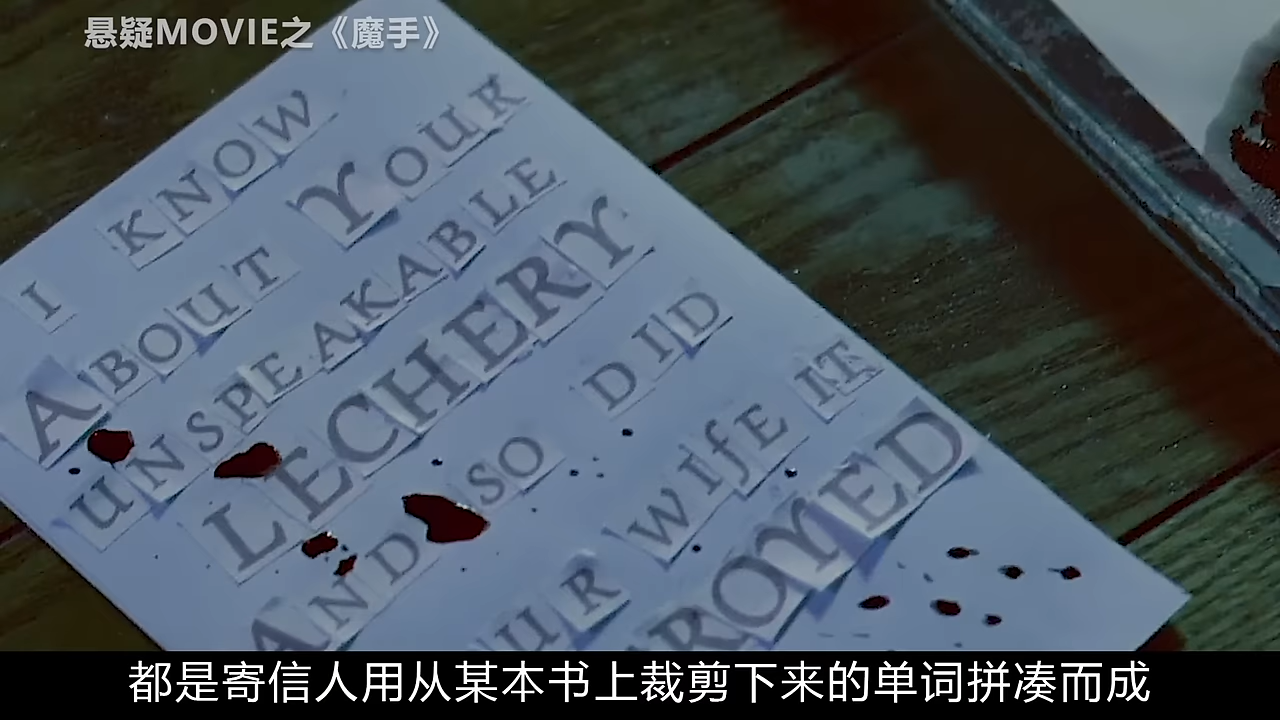 悬疑MOVIE之《魔手》
I KNOW
ABOUT YOUR
UNSPEAKABLE
LECHERY
AND SO DID
UR WIfE IT
ROYED
都是寄信人用从某本书上裁剪下来的单词拼凑而成